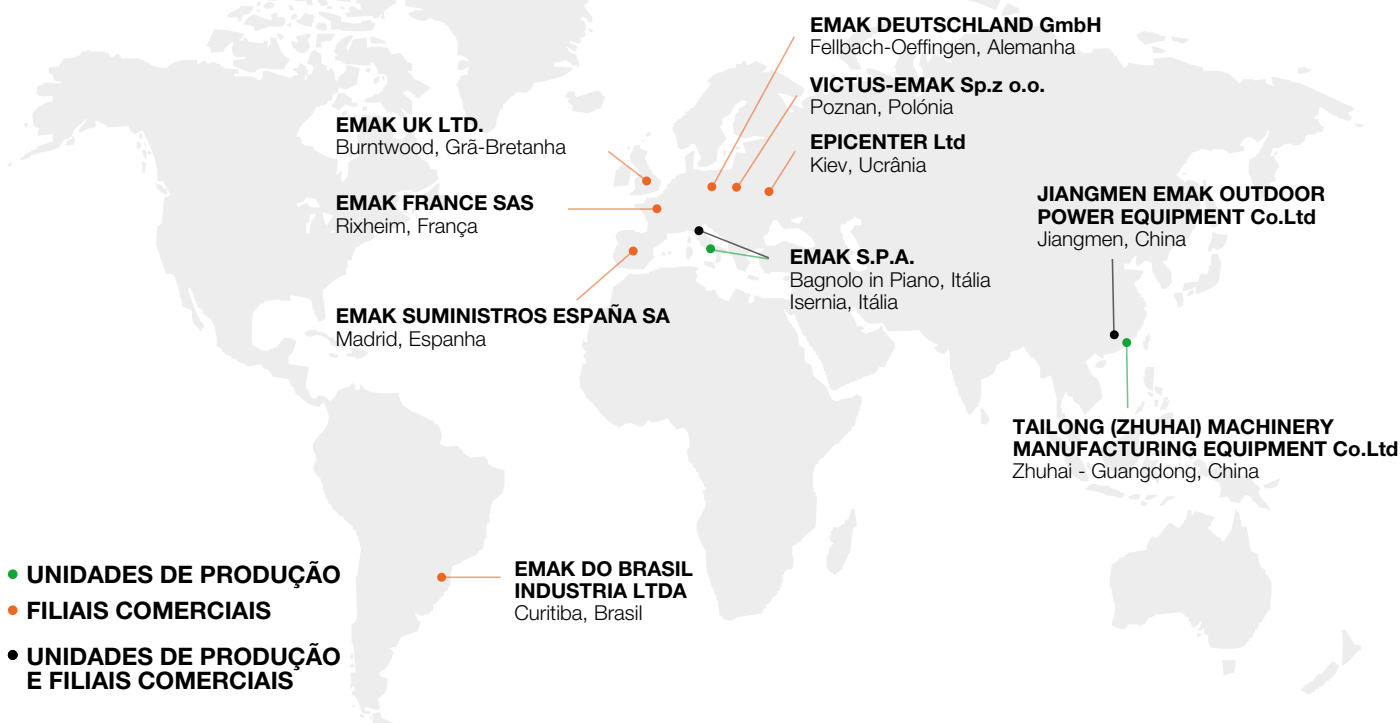 EMAK DEUTSCHLAND GmbH
Fellbach-Oeffingen, Alemanha
VICTUS-EMAK Sp.z o.o.
Poznan, Polónia
EMAK UK LTD.
Burntwood, Grã-Bretanha
EPICENTER Ltd
Kiev, Ucrânia
EMAK FRANCE SAS
Rixheim, França
JIANGMEN EMAK OUTDOOR
POWER EQUIPMENT Co.Ltd
Jiangmen, China
EMAK S.P.A.
Bagnolo in Piano, Itália
Isernia, Itália
EMAK SUMINISTROS ESPAÑA SA
Madrid, Espanha
TAILONG (ZHUHAI) MACHINERY
MANUFACTURING EQUIPMENT Co.Ltd
Zhuhai - Guangdong, China
EMAK DO BRASIL
INDUSTRIA LTDA
Curitiba, Brasil
UNIDADES DE PRODUÇÃO
FILIAIS COMERCIAIS
UNIDADES DE PRODUÇÃO
E FILIAIS COMERCIAIS